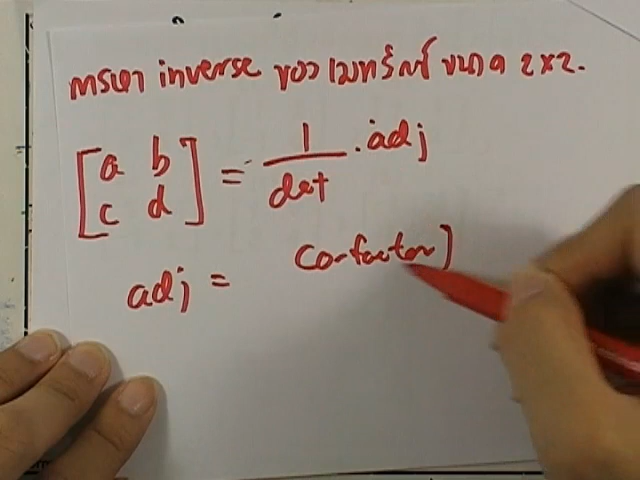 การหา inverse ของ เมทริกซ์ ขนาด 2x2.
[a b
c d] = 1/det . adj
adj = co-factor]